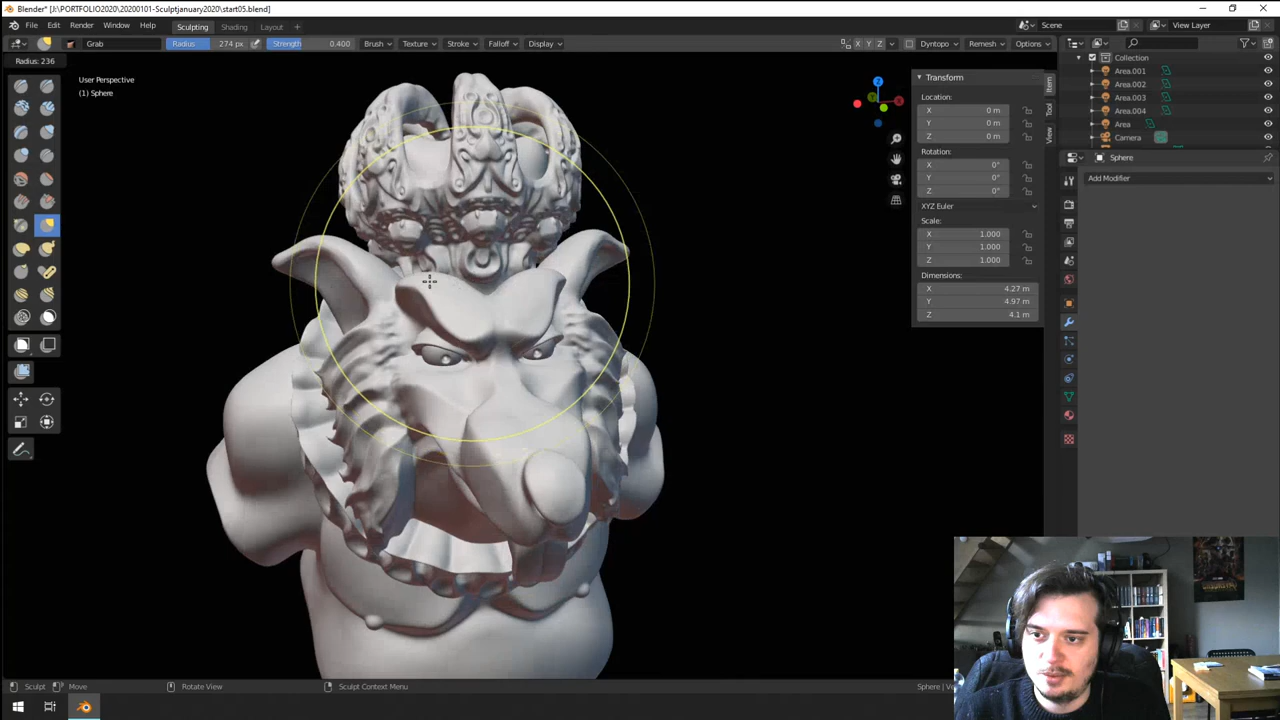 Blender* [J:\PORTFOLIO2020\20200101-Sculptjanuary2020\start05.blend]
File Edit Render Window Help Sculpting Shading Layout Scene View Layer
Grab Radius 274 px Strength 0.400 Brush Texture Stroke Falloff Display X Y Z Dyntopo Remesh Options
Radius: 236
User Perspective
(1) Sphere
Transform
Location:
X 0 m
Y 0 m
Z 0 m
Rotation:
X 0°
Y 0°
Z 0°
XYZ Euler
Scale:
X 1.000
Y 1.000
Z 1.000
Dimensions:
X 4.27 m
Y 4.97 m
Z 4.1 m
Item
Tool
View
Z
X
Y
Collection
Area.001
Area.002
Area.003
Area.004
Area
Camera
Sphere
Add Modifier
Sculpt Move Rotate View Sculpt Context Menu Sphere